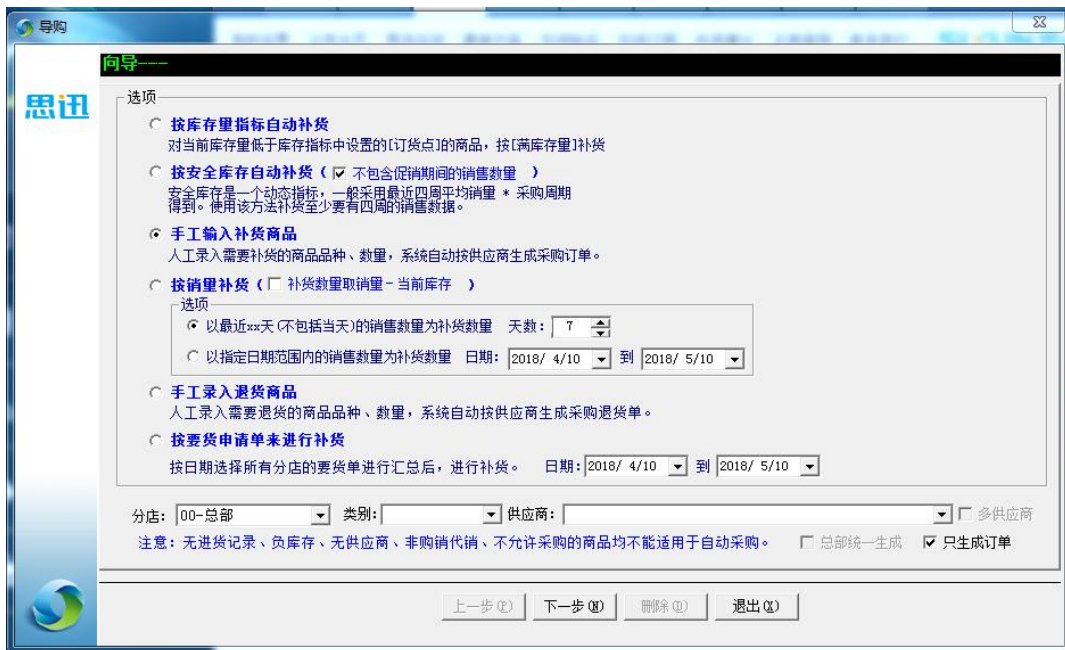 导购
向导---
思迅
选项
按库存量指标自动补货
对当前库存量低于库存指标中设置的[订货点]的商品，按[满库存量]补货
按安全库存自动补货（ 不包含促销期间的销售数量 ）
安全库存是一个动态指标，一般采用最近四周平均销量 * 采购周期
得到。使用该方法补货至少要有四周的销售数据。
手工输入补货商品
人工录入需要补货的商品品种、数量，系统自动按供应商生成采购订单。
按销量补货（ 补货数量取销量-当前库存 ）
选项
以最近xx天(不包括当天)的销售数量为补货数量 天数： 7
以指定日期范围内的销售数量为补货数量 日期： 2018/ 4/10 到 2018/ 5/10
手工录入退货商品
人工录入需要退货的商品品种、数量，系统自动按供应商生成采购退货单。
按要货申请单来进行补货
按日期选择所有分店的要货单进行汇总后，进行补货。 日期： 2018/ 4/10 到 2018/ 5/10
分店： 00-总部 类别： 供应商： 多供应商
注意：无进货记录、负库存、无供应商、非购销代销、不允许采购的商品均不能适用于自动采购。 总部统一生成 只生成订单
上一步(P) 下一步(N) 删除(D) 退出(X)